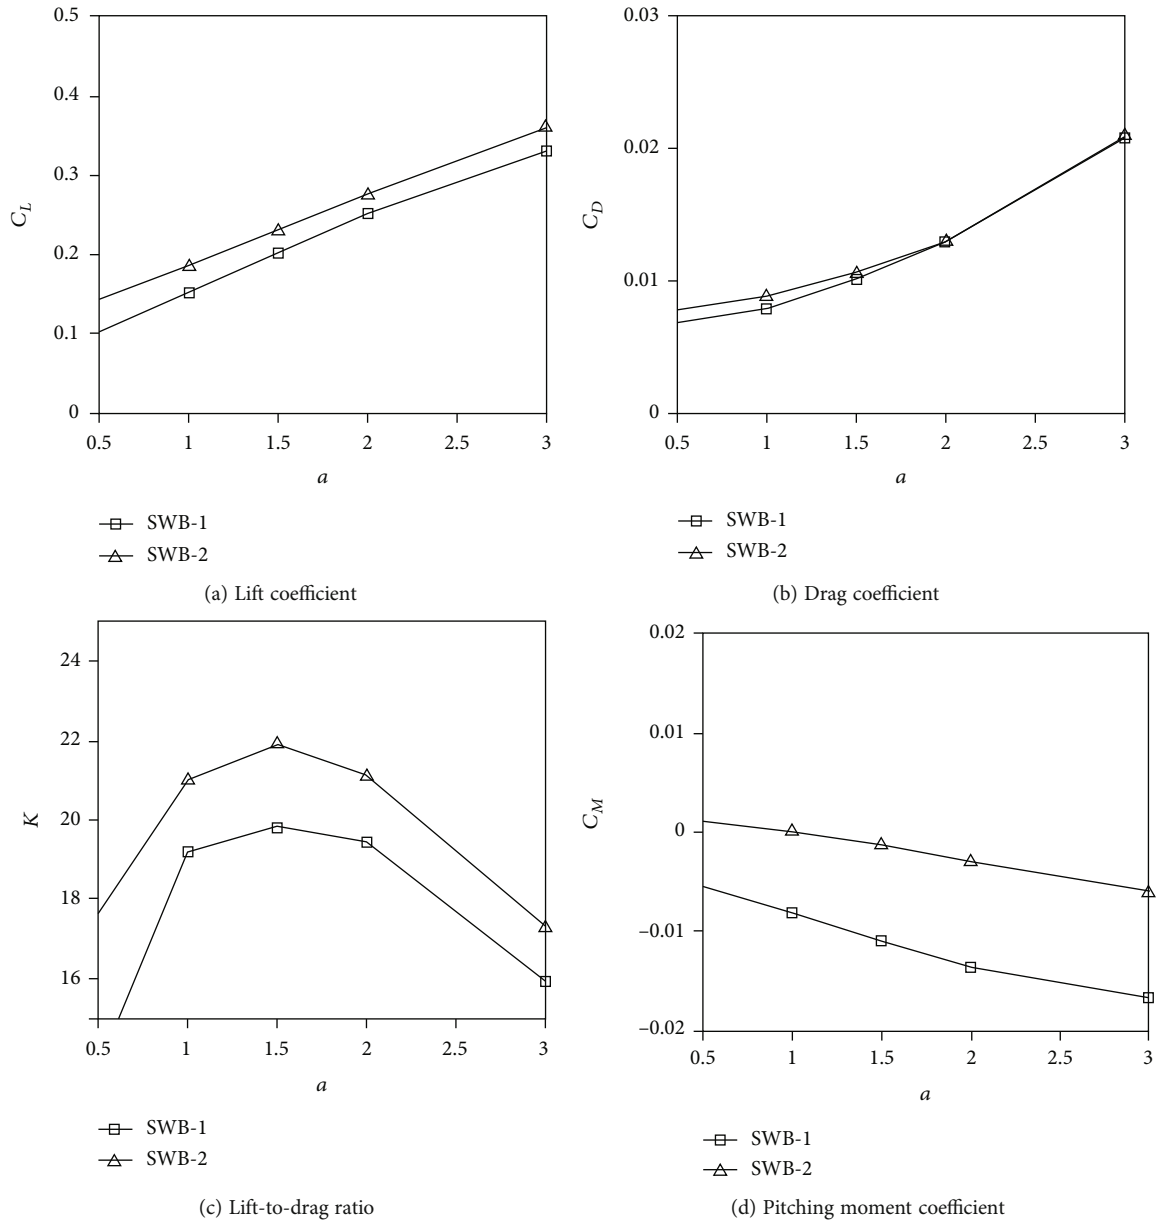 0.5
0.4
0.3
0.2
0.1
0
C_L
0.5 1 1.5 2 2.5 3
a
SWB-1
SWB-2
(a) Lift coefficient
0.03
0.02
0.01
0
C_D
0.5 1 1.5 2 2.5 3
a
SWB-1
SWB-2
(b) Drag coefficient
24
22
20
18
16
K
0.5 1 1.5 2 2.5 3
a
SWB-1
SWB-2
(c) Lift-to-drag ratio
0.02
0.01
0
−0.01
−0.02
C_M
0.5 1 1.5 2 2.5 3
a
SWB-1
SWB-2
(d) Pitching moment coefficient